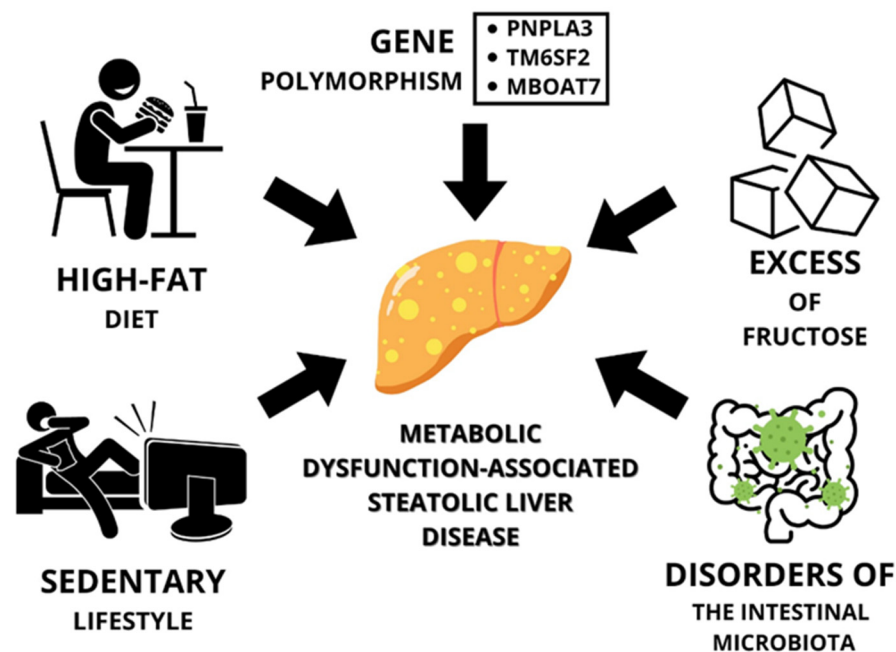 GENE
POLYMORPHISM
• PNPLA3
• TM6SF2
• MBOAT7
HIGH-FAT
DIET
EXCESS
OF
FRUCTOSE
METABOLIC
DYSFUNCTION-ASSOCIATED
STEATOLIC LIVER
DISEASE
SEDENTARY
LIFESTYLE
DISORDERS OF
THE INTESTINAL
MICROBIOTA